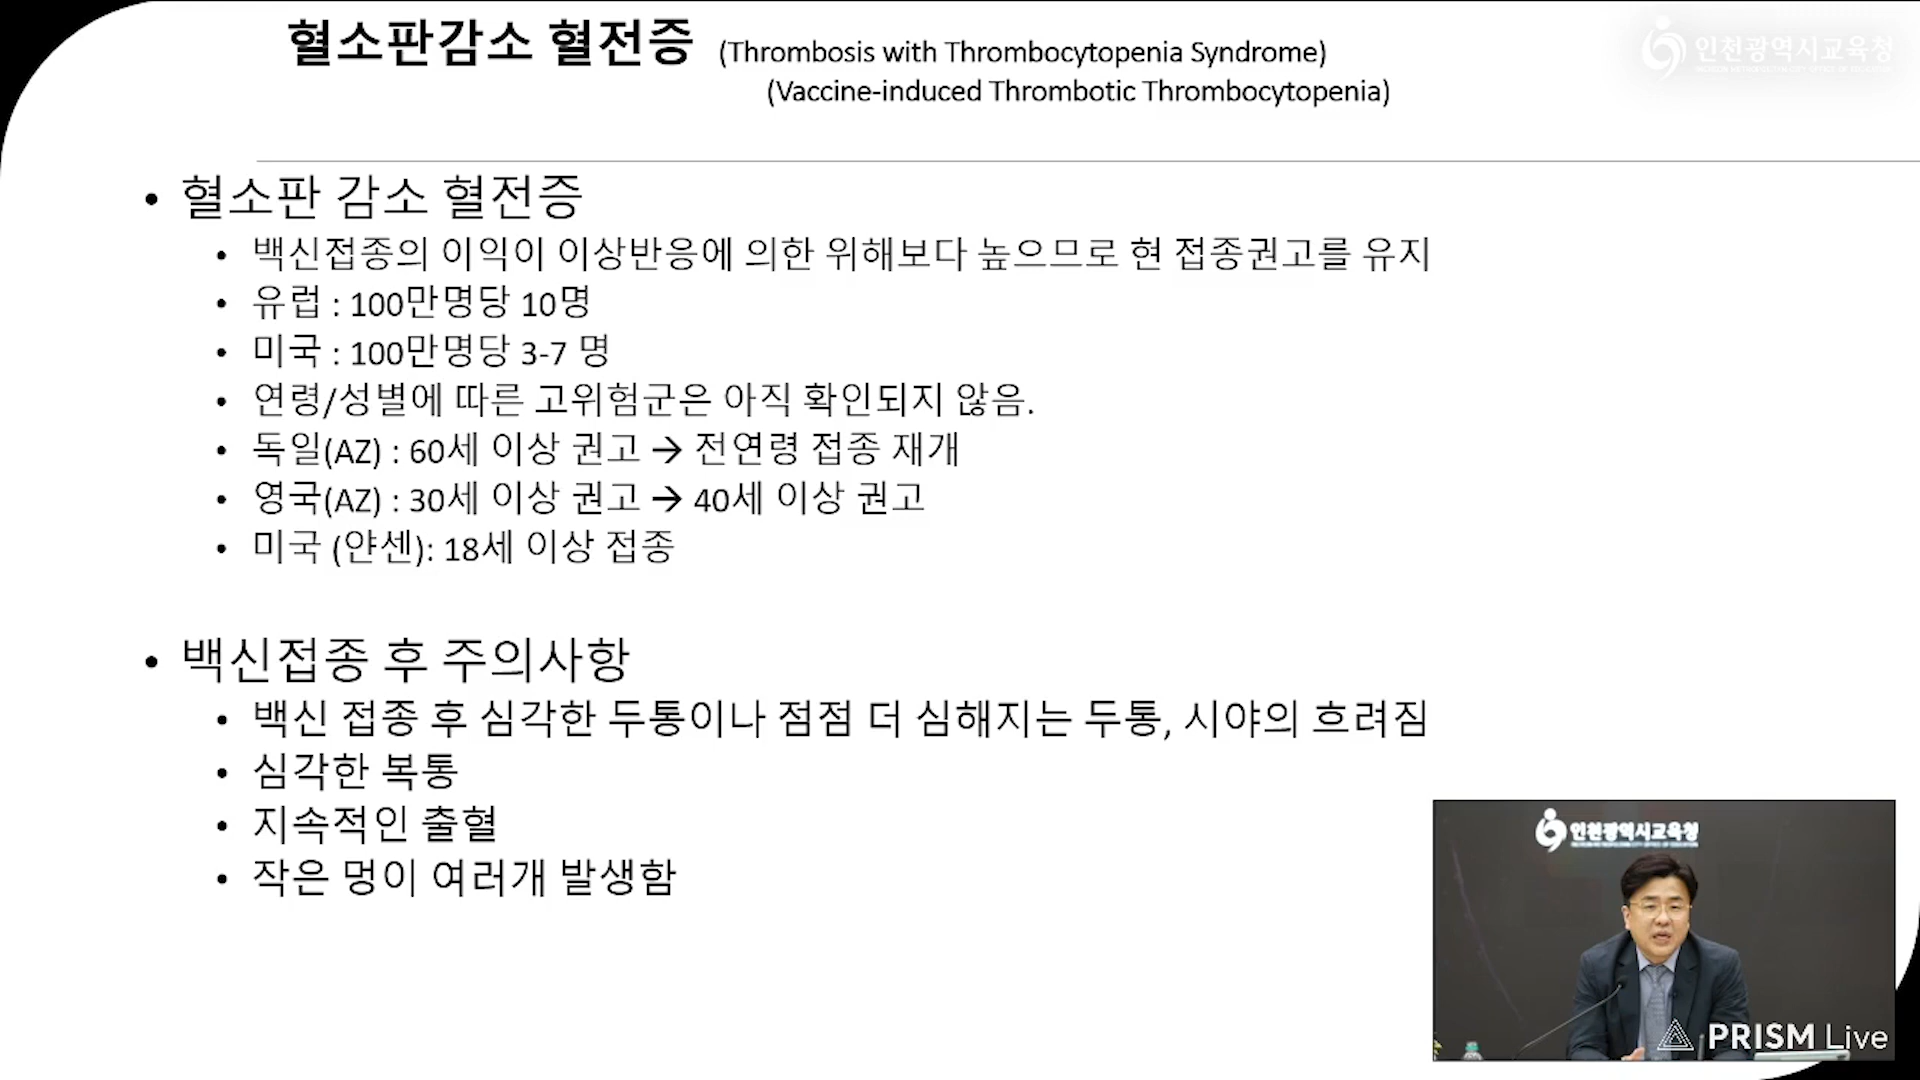 혈소판감소 혈전증 (Thrombosis with Thrombocytopenia Syndrome)
(Vaccine-induced Thrombotic Thrombocytopenia)
인천광역시교육청
• 혈소판 감소 혈전증
• 백신접종의 이익이 이상반응에 의한 위해보다 높으므로 현 접종권고를 유지
• 유럽 : 100만명당 10명
• 미국 : 100만명당 3-7 명
• 연령/성별에 따른 고위험군은 아직 확인되지 않음.
• 독일(AZ) : 60세 이상 권고 → 전연령 접종 재개
• 영국(AZ) : 30세 이상 권고 → 40세 이상 권고
• 미국 (얀센): 18세 이상 접종
• 백신접종 후 주의사항
• 백신 접종 후 심각한 두통이나 점점 더 심해지는 두통, 시야의 흐려짐
• 심각한 복통
• 지속적인 출혈
• 작은 멍이 여러개 발생함
인천광역시교육청
PRISM Live